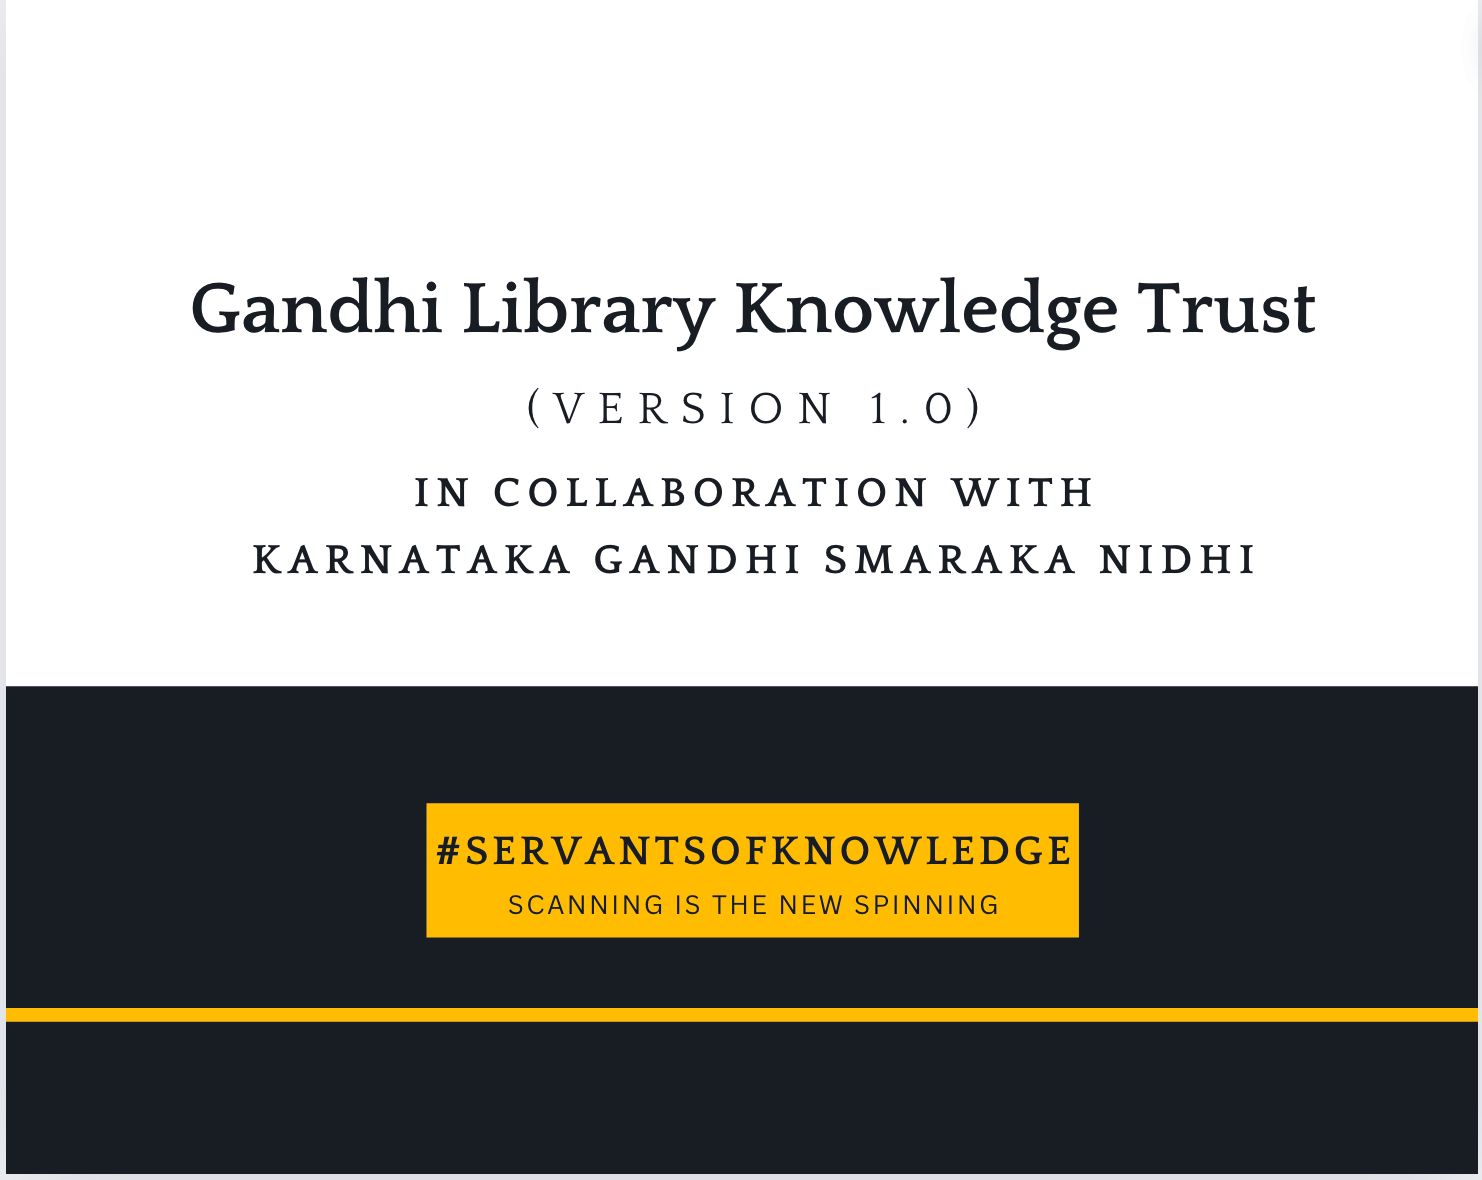 Gandhi Library Knowledge Trust
(VERSION 1.0)
IN COLLABORATION WITH
KARNATAKA GANDHI SMARAKA NIDHI
#SERVANTSOFKNOWLEDGE
SCANNING IS THE NEW SPINNING